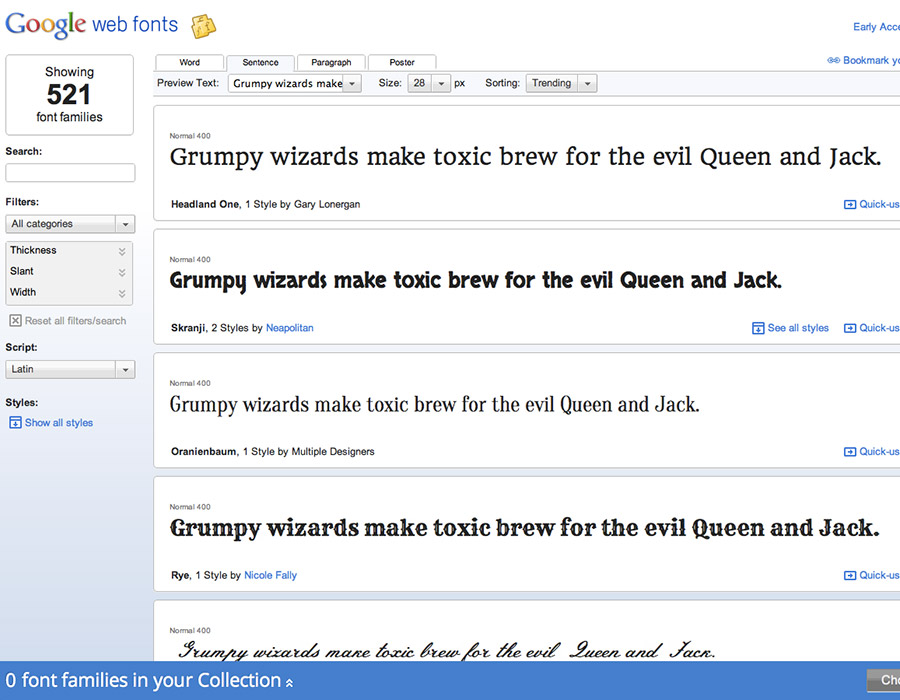 Google web fonts
Early Acce
Showing
521
font families
Word
Sentence
Paragraph
Poster
Bookmark yo
Preview Text:
Grumpy wizards make
Size:
28
px
Sorting:
Trending
Search:
Filters:
All categories
Thickness
Slant
Width
Reset all filters/search
Script:
Latin
Styles:
Show all styles
Normal 400
Grumpy wizards make toxic brew for the evil Queen and Jack.
Headland One, 1 Style by Gary Lonergan
Quick-us
Normal 400
Grumpy wizards make toxic brew for the evil Queen and Jack.
Skranji, 2 Styles by Neapolitan
See all styles
Quick-us
Normal 400
Grumpy wizards make toxic brew for the evil Queen and Jack.
Oranienbaum, 1 Style by Multiple Designers
Quick-us
Normal 400
Grumpy wizards make toxic brew for the evil Queen and Jack.
Rye, 1 Style by Nicole Fally
Quick-us
Normal 400
Grumpy wizards make toxic brew for the evil Queen and Jack.
0 font families in your Collection
Cho